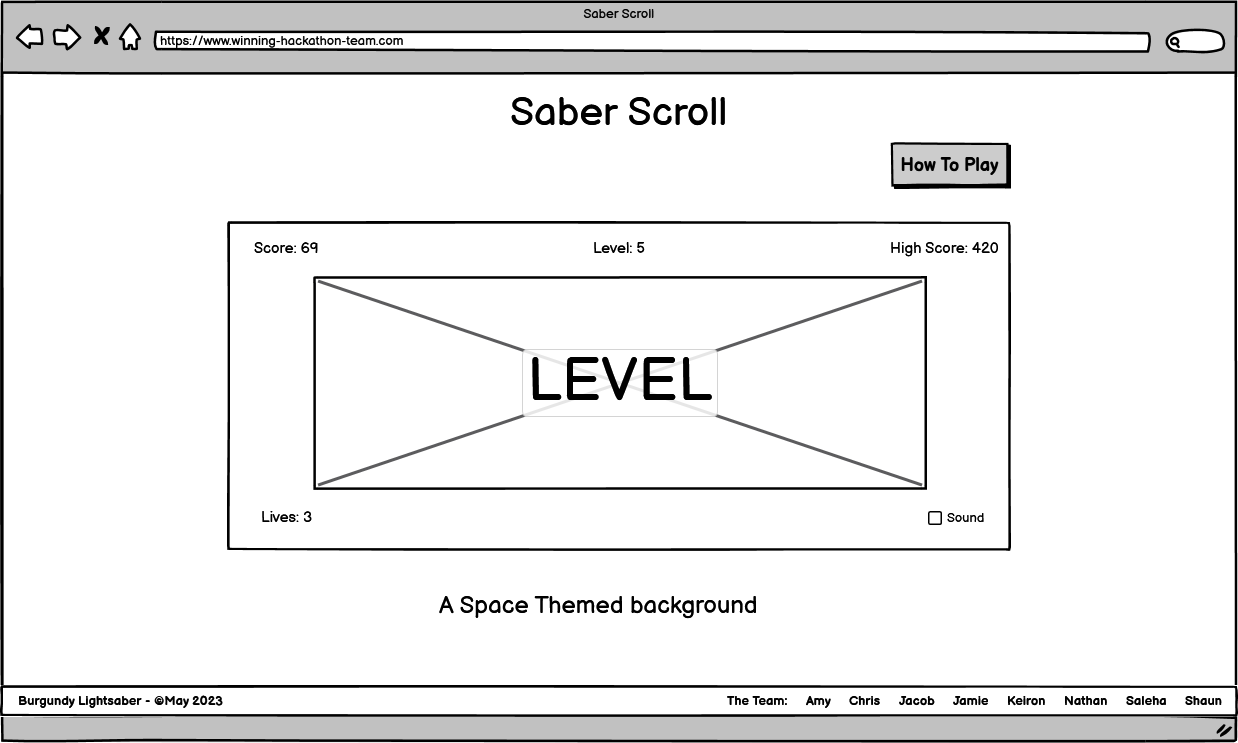 Saber Scroll
https://www.winning-hackathon-team.com
Saber Scroll
How To Play
Score: 69 Level: 5 High Score: 420
LEVEL
Lives: 3 Sound
A Space Themed background
Burgundy Lightsaber - ©May 2023 The Team: Amy Chris Jacob Jamie Keiron Nathan Saleha Shaun